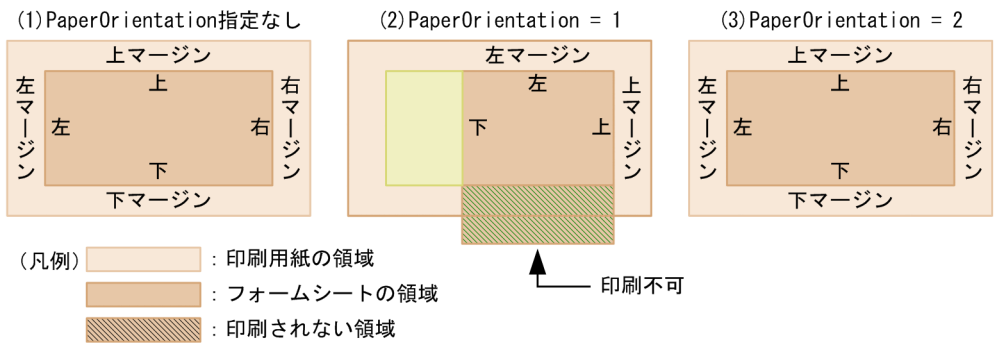 (1)PaperOrientation指定なし
(2)PaperOrientation = 1
(3)PaperOrientation = 2
上マージン
左マージン
上
左
右
下
右マージン
下マージン
左マージン
左
下
上
上マージン
上マージン
左マージン
上
左
右
下
右マージン
下マージン
(凡例)
：印刷用紙の領域
：フォームシートの領域
：印刷されない領域
印刷不可